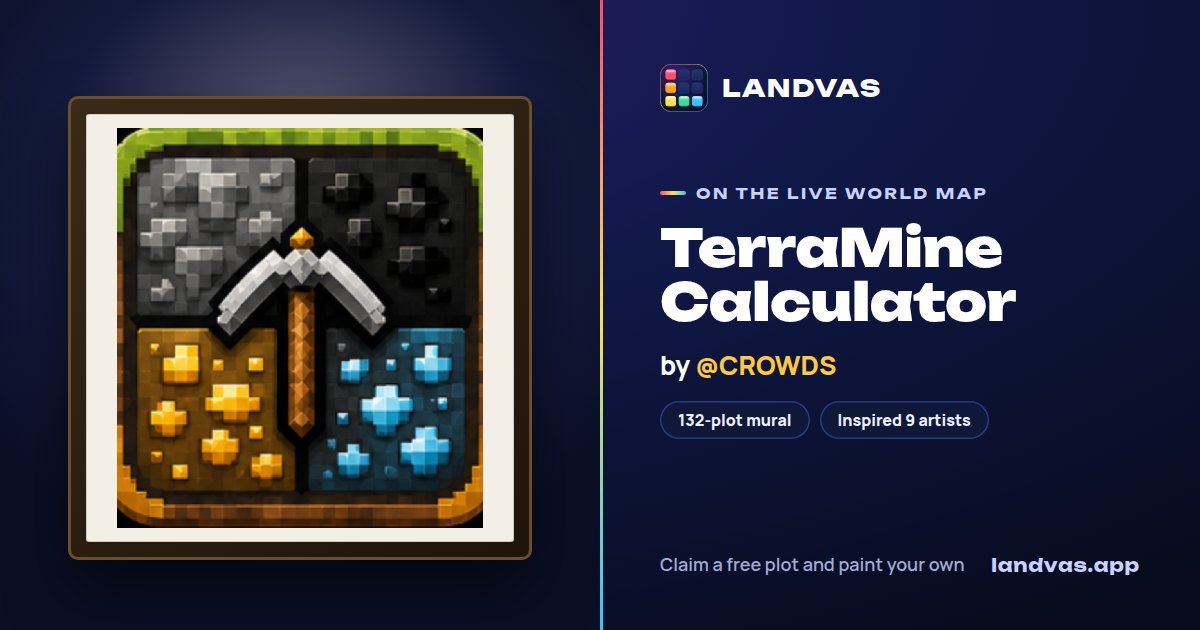 LANDVAS
ON THE LIVE WORLD MAP
TerraMine
Calculator
by @CROWDS
132-plot mural
Inspired 9 artists
Claim a free plot and paint your own
landvas.app